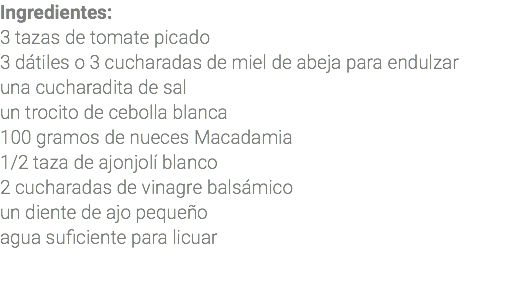 Ingredientes:
3 tazas de tomate picado
3 dátiles o 3 cucharadas de miel de abeja para endulzar
una cucharadita de sal
un trocito de cebolla blanca
100 gramos de nueces Macadamia
1/2 taza de ajonjolí blanco
2 cucharadas de vinagre balsámico
un diente de ajo pequeño
agua suficiente para licuar